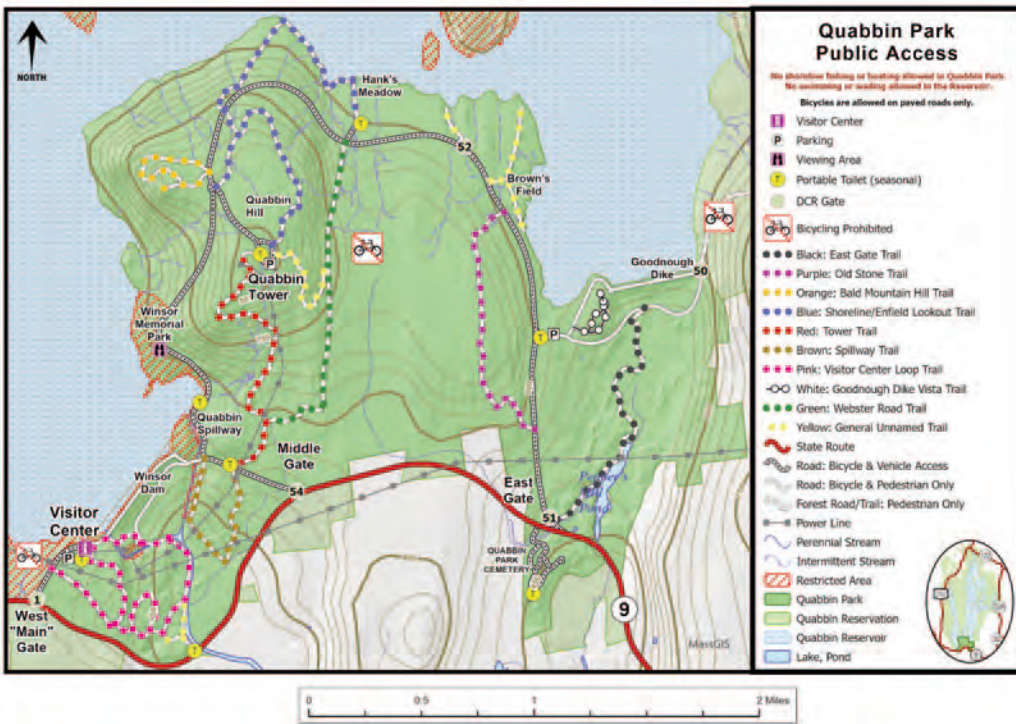 NORTH
Hank's
Meadow
52
Brown's
Field
Quabbin
Hill
Quabbin
Tower
P
T
Winsor
Memorial
Park
Goodnough
Dike
50
T
P
Quabbin
Spillway
Middle
Gate
Winsor
Dam
54
East
Gate
51
Visitor
Center
P
T
QUABBIN
PARK
CEMETERY
1
West
"Main"
Gate
9
MassGIS
Quabbin Park
Public Access
No shoreline fishing or boating allowed in Quabbin Park.
No swimming or wading allowed in the Reservoir.
Bicycles are allowed on paved roads only.
Visitor Center
P Parking
Viewing Area
T Portable Toilet (seasonal)
DCR Gate
Bicycling Prohibited
Black: East Gate Trail
Purple: Old Stone Trail
Orange: Bald Mountain Hill Trail
Blue: Shoreline/Enfield Lookout Trail
Red: Tower Trail
Brown: Spillway Trail
Pink: Visitor Center Loop Trail
White: Goodnough Dike Vista Trail
Green: Webster Road Trail
Yellow: General Unnamed Trail
State Route
Road: Bicycle & Vehicle Access
Road: Bicycle & Pedestrian Only
Forest Road/Trail: Pedestrian Only
Power Line
Perennial Stream
Intermittent Stream
Restricted Area
Quabbin Park
Quabbin Reservation
Quabbin Reservoir
Lake, Pond
0 0.5 1 2 Miles